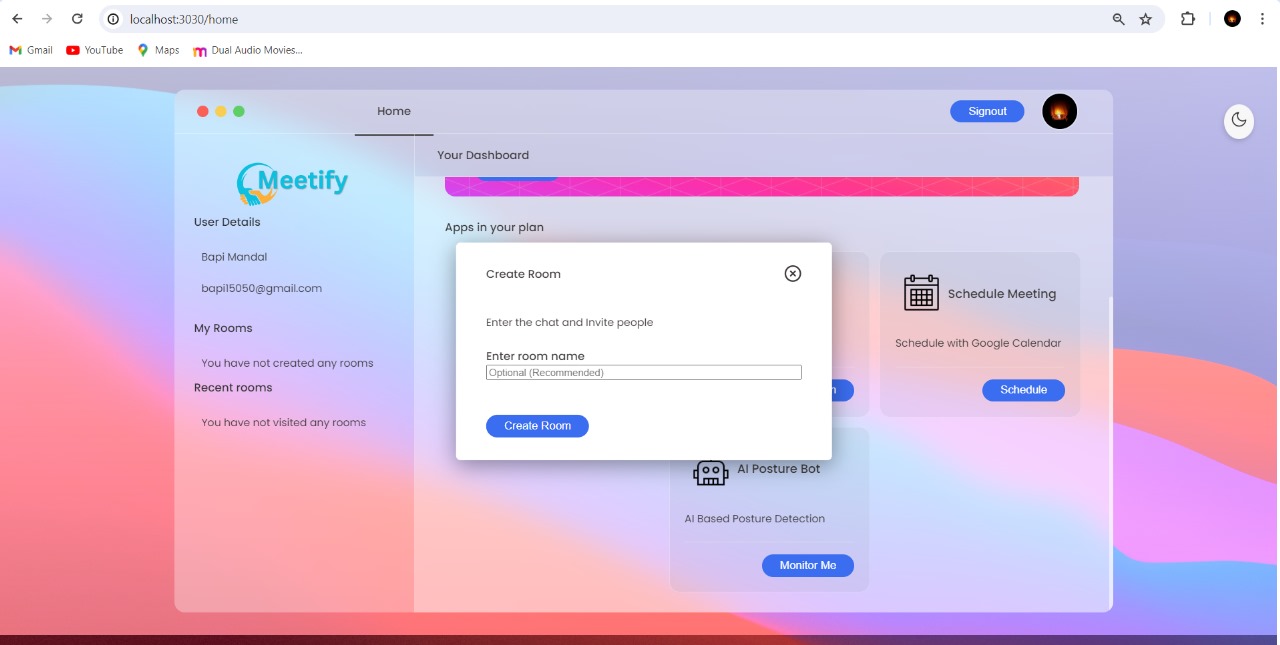 localhost:3030/home
Gmail
YouTube
Maps
Dual Audio Movies...
Home
Signout
Your Dashboard
Meetify
User Details
Bapi Mandal
bapi15050@gmail.com
My Rooms
You have not created any rooms
Recent rooms
You have not visited any rooms
Apps in your plan
Create Room
Enter the chat and Invite people
Enter room name
Optional (Recommended)
Create Room
Schedule Meeting
Schedule with Google Calendar
Schedule
AI Posture Bot
AI Based Posture Detection
Monitor Me